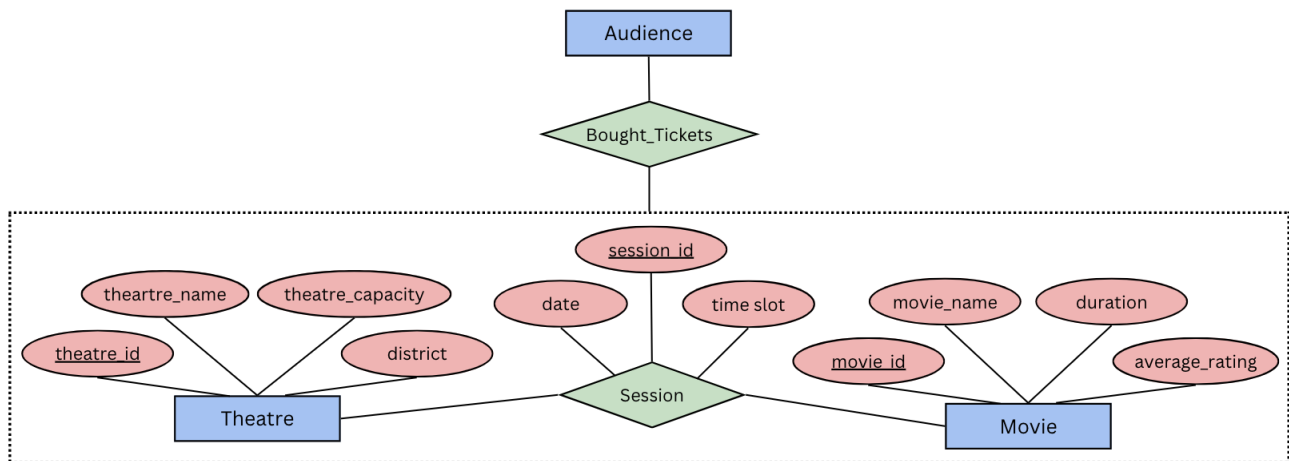 Audience
Bought_Tickets
session_id
theartre_name
theatre_capacity
date
time slot
movie_name
duration
theatre_id
district
movie_id
average_rating
Session
Theatre
Movie